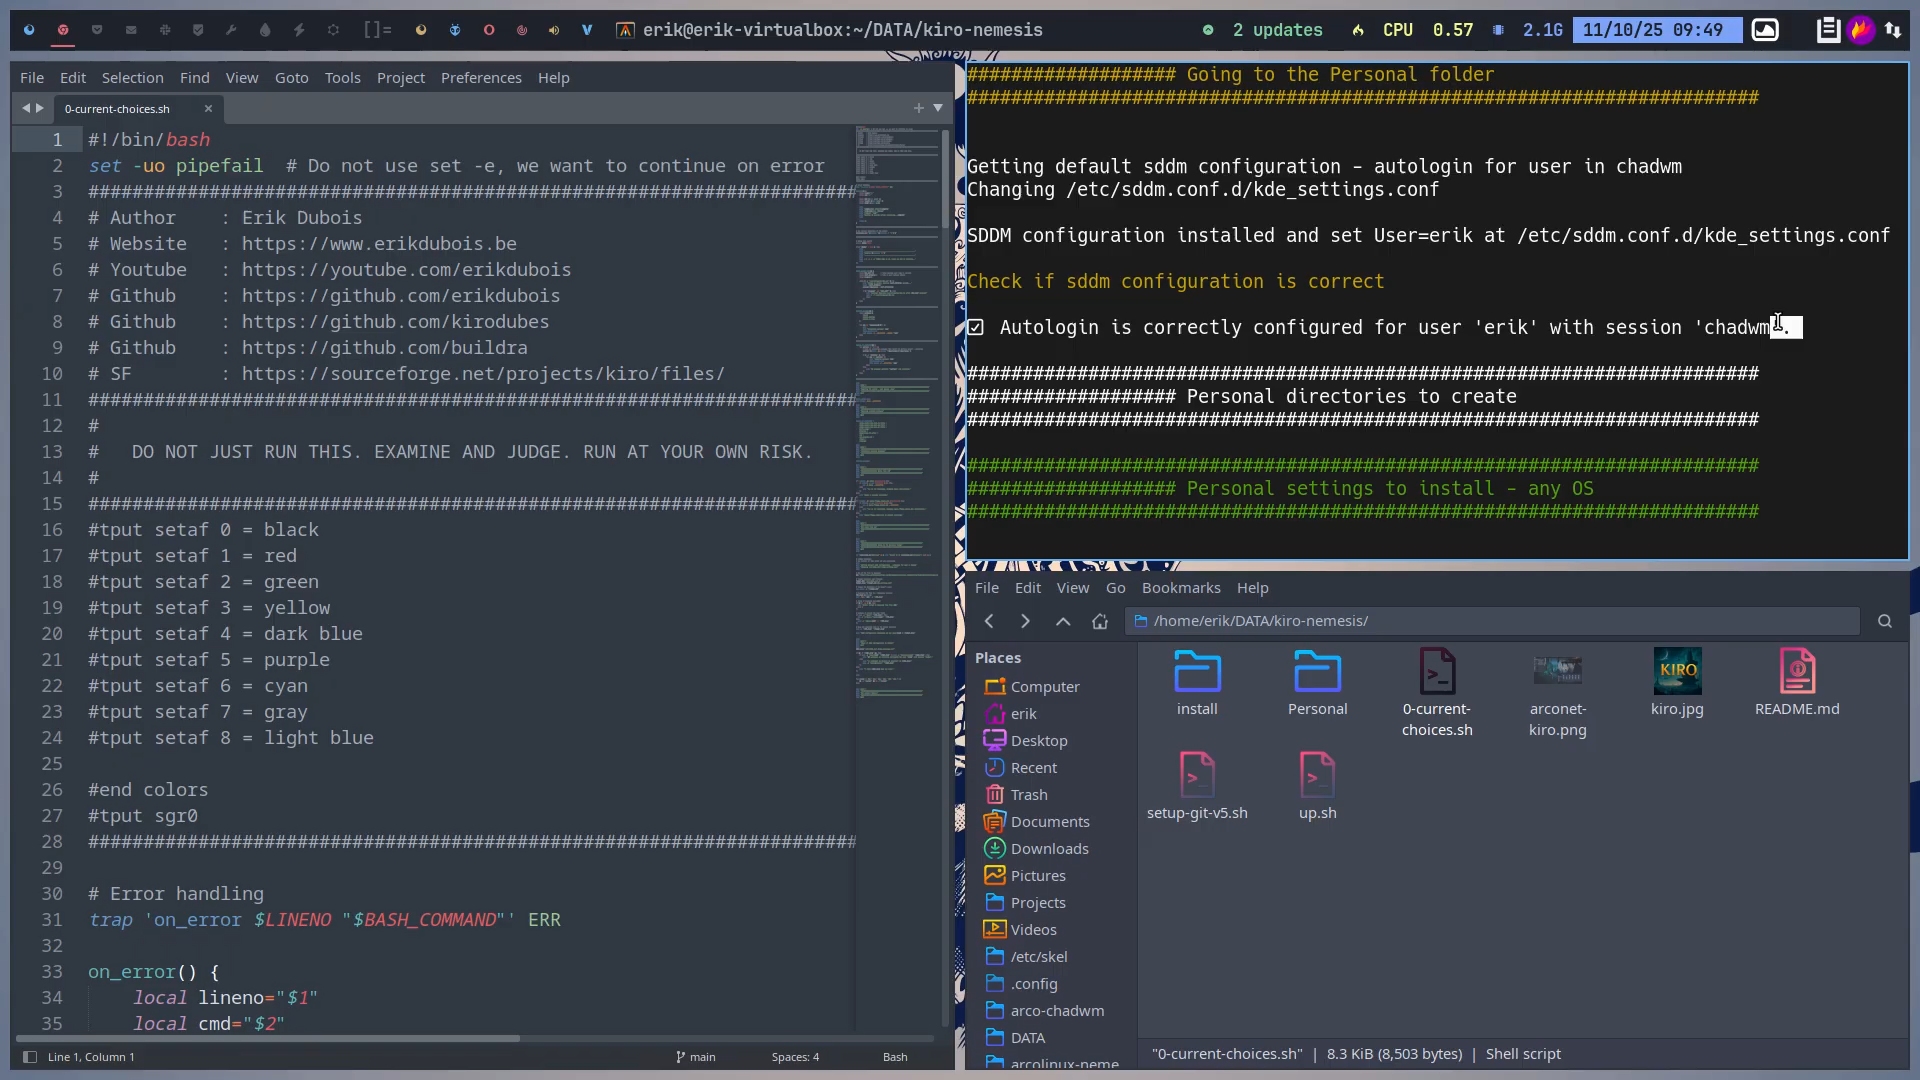 []=
erik@erik-virtualbox:~/DATA/kiro-nemesis
2 updates
CPU 0.57
2.1G
11/10/25 09:49
File Edit Selection Find View Goto Tools Project Preferences Help
0-current-choices.sh
1 #!/bin/bash
2 set -uo pipefail  # Do not use set -e, we want to continue on error
3 ######################################################################
4 # Author    : Erik Dubois
5 # Website   : https://www.erikdubois.be
6 # Youtube   : https://youtube.com/erikdubois
7 # Github    : https://github.com/erikdubois
8 # Github    : https://github.com/kirodubes
9 # Github    : https://github.com/buildra
10 # SF        : https://sourceforge.net/projects/kiro/files/
11 ######################################################################
12 #
13 #   DO NOT JUST RUN THIS. EXAMINE AND JUDGE. RUN AT YOUR OWN RISK.
14 #
15 ######################################################################
16 #tput setaf 0 = black
17 #tput setaf 1 = red
18 #tput setaf 2 = green
19 #tput setaf 3 = yellow
20 #tput setaf 4 = dark blue
21 #tput setaf 5 = purple
22 #tput setaf 6 = cyan
23 #tput setaf 7 = gray
24 #tput setaf 8 = light blue
25
26 #end colors
27 #tput sgr0
28 ######################################################################
29
30 # Error handling
31 trap 'on_error $LINENO "$BASH_COMMAND"' ERR
32
33 on_error() {
34     local lineno="$1"
35     local cmd="$2"
Line 1, Column 1
main
Spaces: 4
Bash
################### Going to the Personal folder
########################################################################
Getting default sddm configuration - autologin for user in chadwm
Changing /etc/sddm.conf.d/kde_settings.conf
SDDM configuration installed and set User=erik at /etc/sddm.conf.d/kde_settings.conf
Check if sddm configuration is correct
Autologin is correctly configured for user 'erik' with session 'chadwm'.
########################################################################
################### Personal directories to create
########################################################################
########################################################################
################### Personal settings to install - any OS
########################################################################
File Edit View Go Bookmarks Help
/home/erik/DATA/kiro-nemesis/
Places
Computer
erik
Desktop
Recent
Trash
Documents
Downloads
Pictures
Projects
Videos
/etc/skel
.config
arco-chadwm
DATA
arcolinux-neme
install
Personal
0-current-
choices.sh
arconet-
kiro.png
KIRO
kiro.jpg
README.md
setup-git-v5.sh
up.sh
"0-current-choices.sh" | 8.3 KiB (8,503 bytes) | Shell script